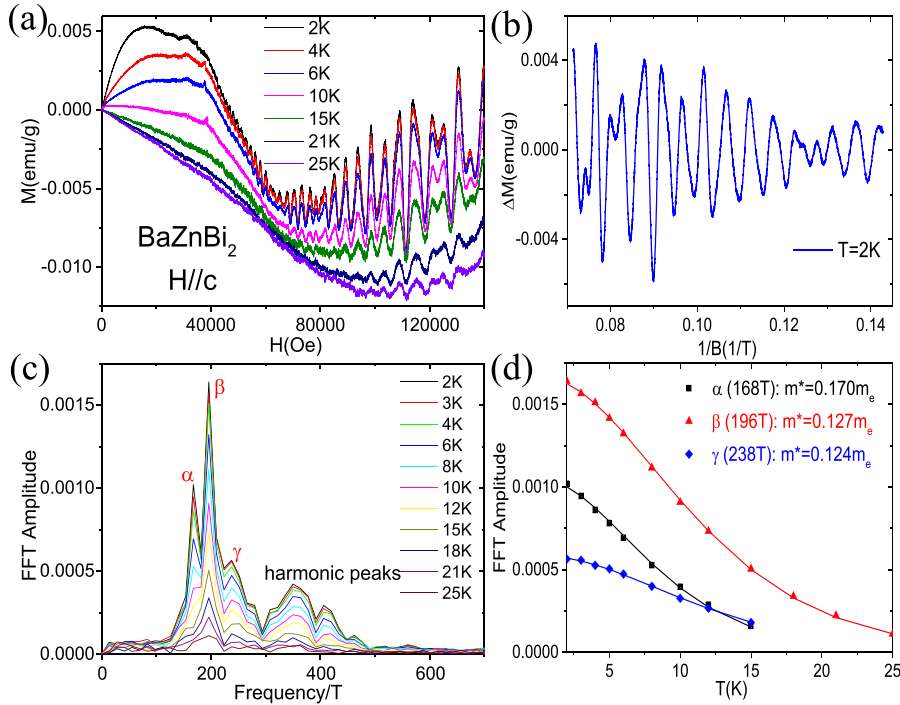 (a)
0.005
0.000
-0.005
-0.010
M(emu/g)
2K
4K
6K
10K
15K
21K
25K
BaZnBi2
H//c
0
40000
80000
120000
H(Oe)
(b)
0.004
0.000
-0.004
ΔM(emu/g)
T=2K
0.08
0.10
0.12
0.14
1/B(1/T)
(c)
0.0015
0.0010
0.0005
0.0000
FFT Amplitude
α
β
γ
harmonic peaks
2K
3K
4K
6K
8K
10K
12K
15K
18K
21K
25K
0
200
400
600
Frequency/T
(d)
0.0015
0.0010
0.0005
0.0000
FFT Amplitude
α (168T): m*=0.170me
β (196T): m*=0.127me
γ (238T): m*=0.124me
5
10
15
20
25
T(K)